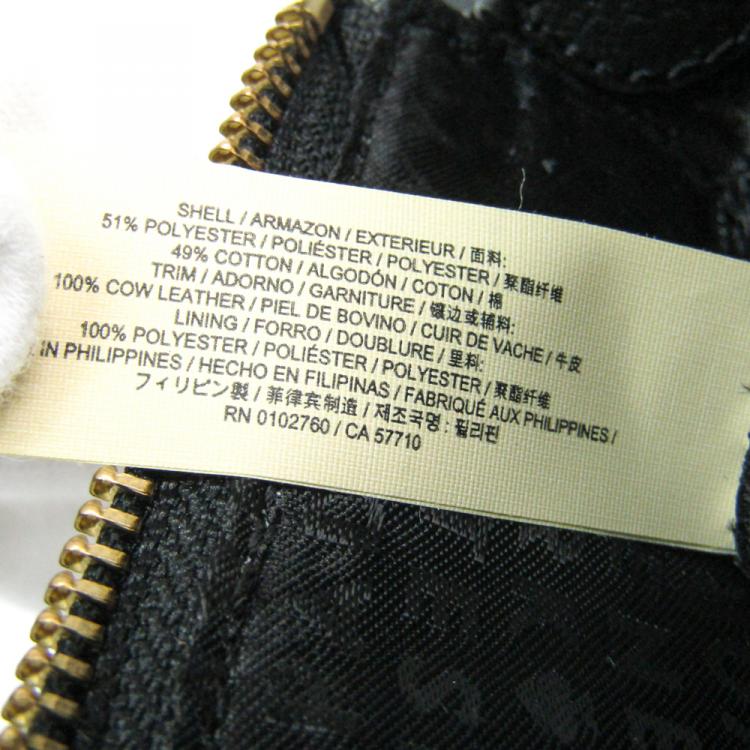 SHELL / ARMAZON / EXTERIEUR / 面料:
51% POLYESTER / POLIÉSTER / POLYESTER / 聚酯纤维
49% COTTON / ALGODÓN / COTON / 棉
TRIM / ADORNO / GARNITURE / 镶边或辅料:
100% COW LEATHER / PIEL DE BOVINO / CUIR DE VACHE / 牛皮
LINING / FORRO / DOUBLURE / 里料:
100% POLYESTER / POLIÉSTER / POLYESTER / 聚酯纤维
IN PHILIPPINES / HECHO EN FILIPINAS / FABRIQUÉ AUX PHILIPPINES /
フィリピン製 / 菲律宾制造 / 제조국명 : 필리핀
RN 0102760 / CA 57710